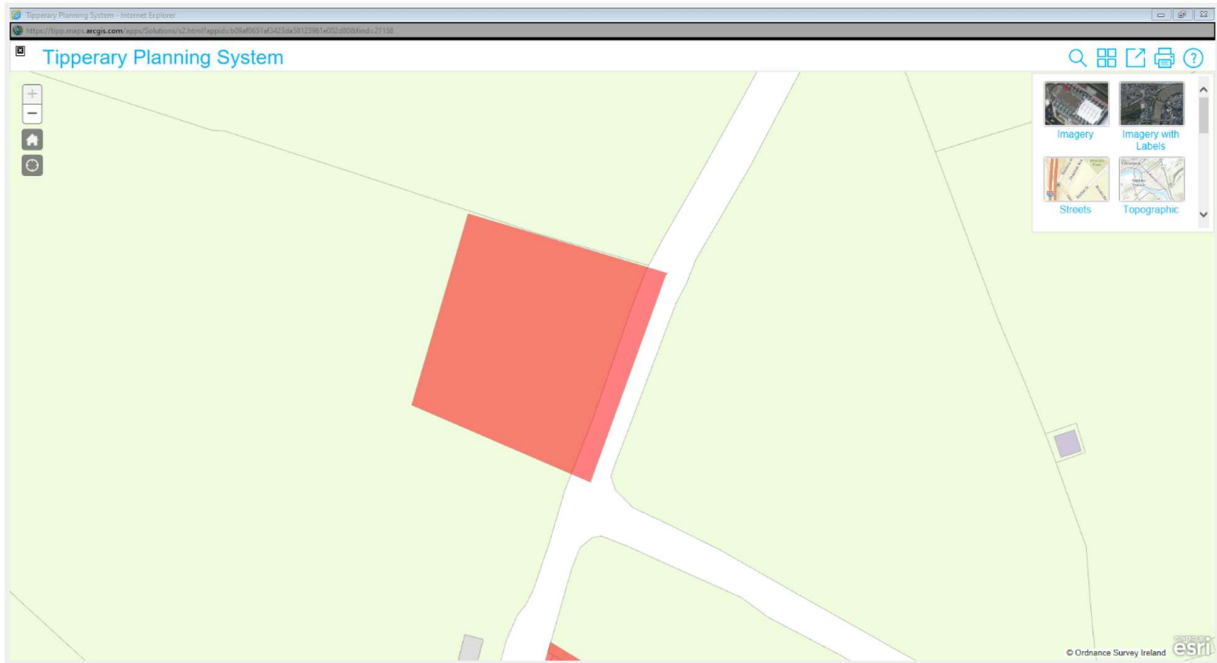 Tipperary Planning System - Internet Explorer
Tipperary Planning System
?
Imagery
Imagery with
Labels
Streets
Topographic
© Ordnance Survey Ireland
esri